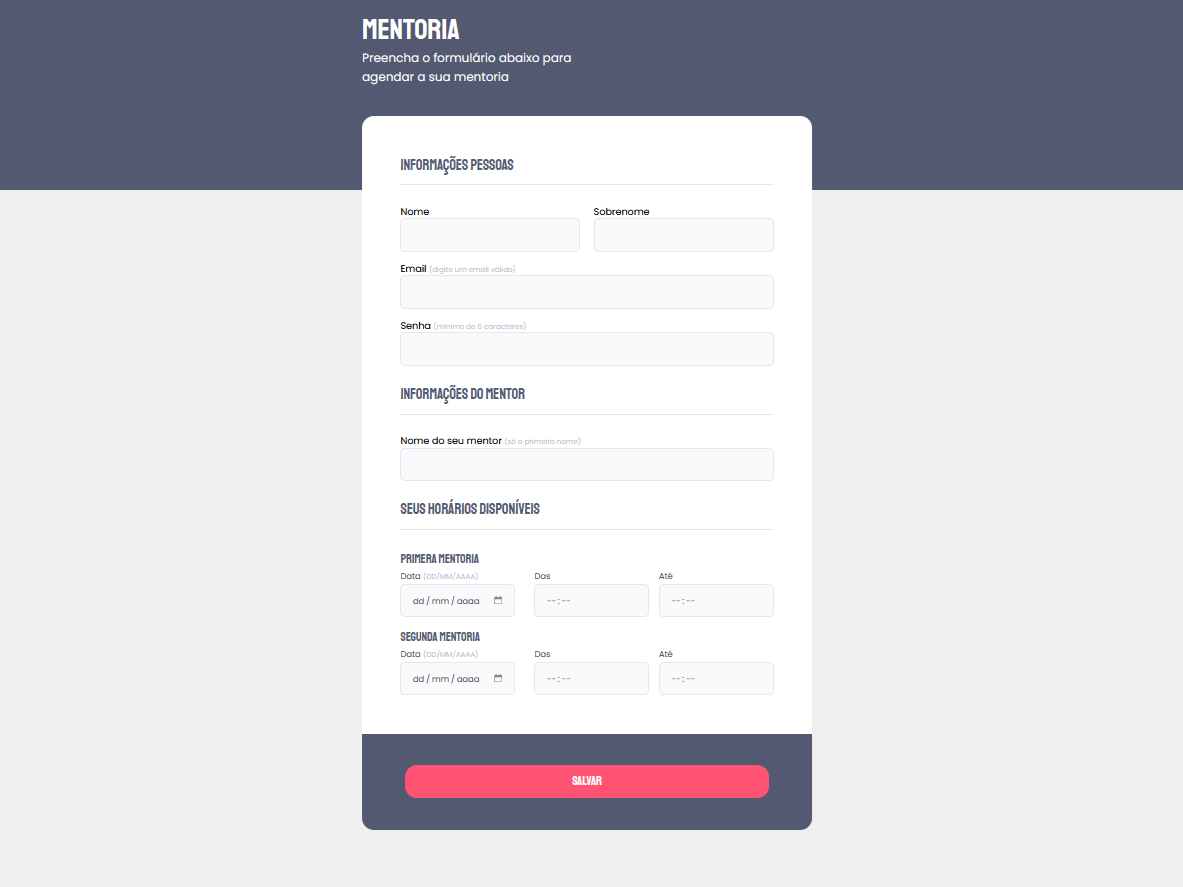 MENTORIA
Preencha o formulário abaixo para
agendar a sua mentoria
INFORMAÇÕES PESSOAS
Nome Sobrenome
Email (digite um email válido)
Senha (mínimo de 6 caracteres)
INFORMAÇÕES DO MENTOR
Nome do seu mentor (só o primeiro nome)
SEUS HORÁRIOS DISPONÍVEIS
PRIMERA MENTORIA
Data (DD/MM/AAAA) Das Até
dd / mm / aaaa --:-- --:--
SEGUNDA MENTORIA
Data (DD/MM/AAAA) Das Até
dd / mm / aaaa --:-- --:--
SALVAR